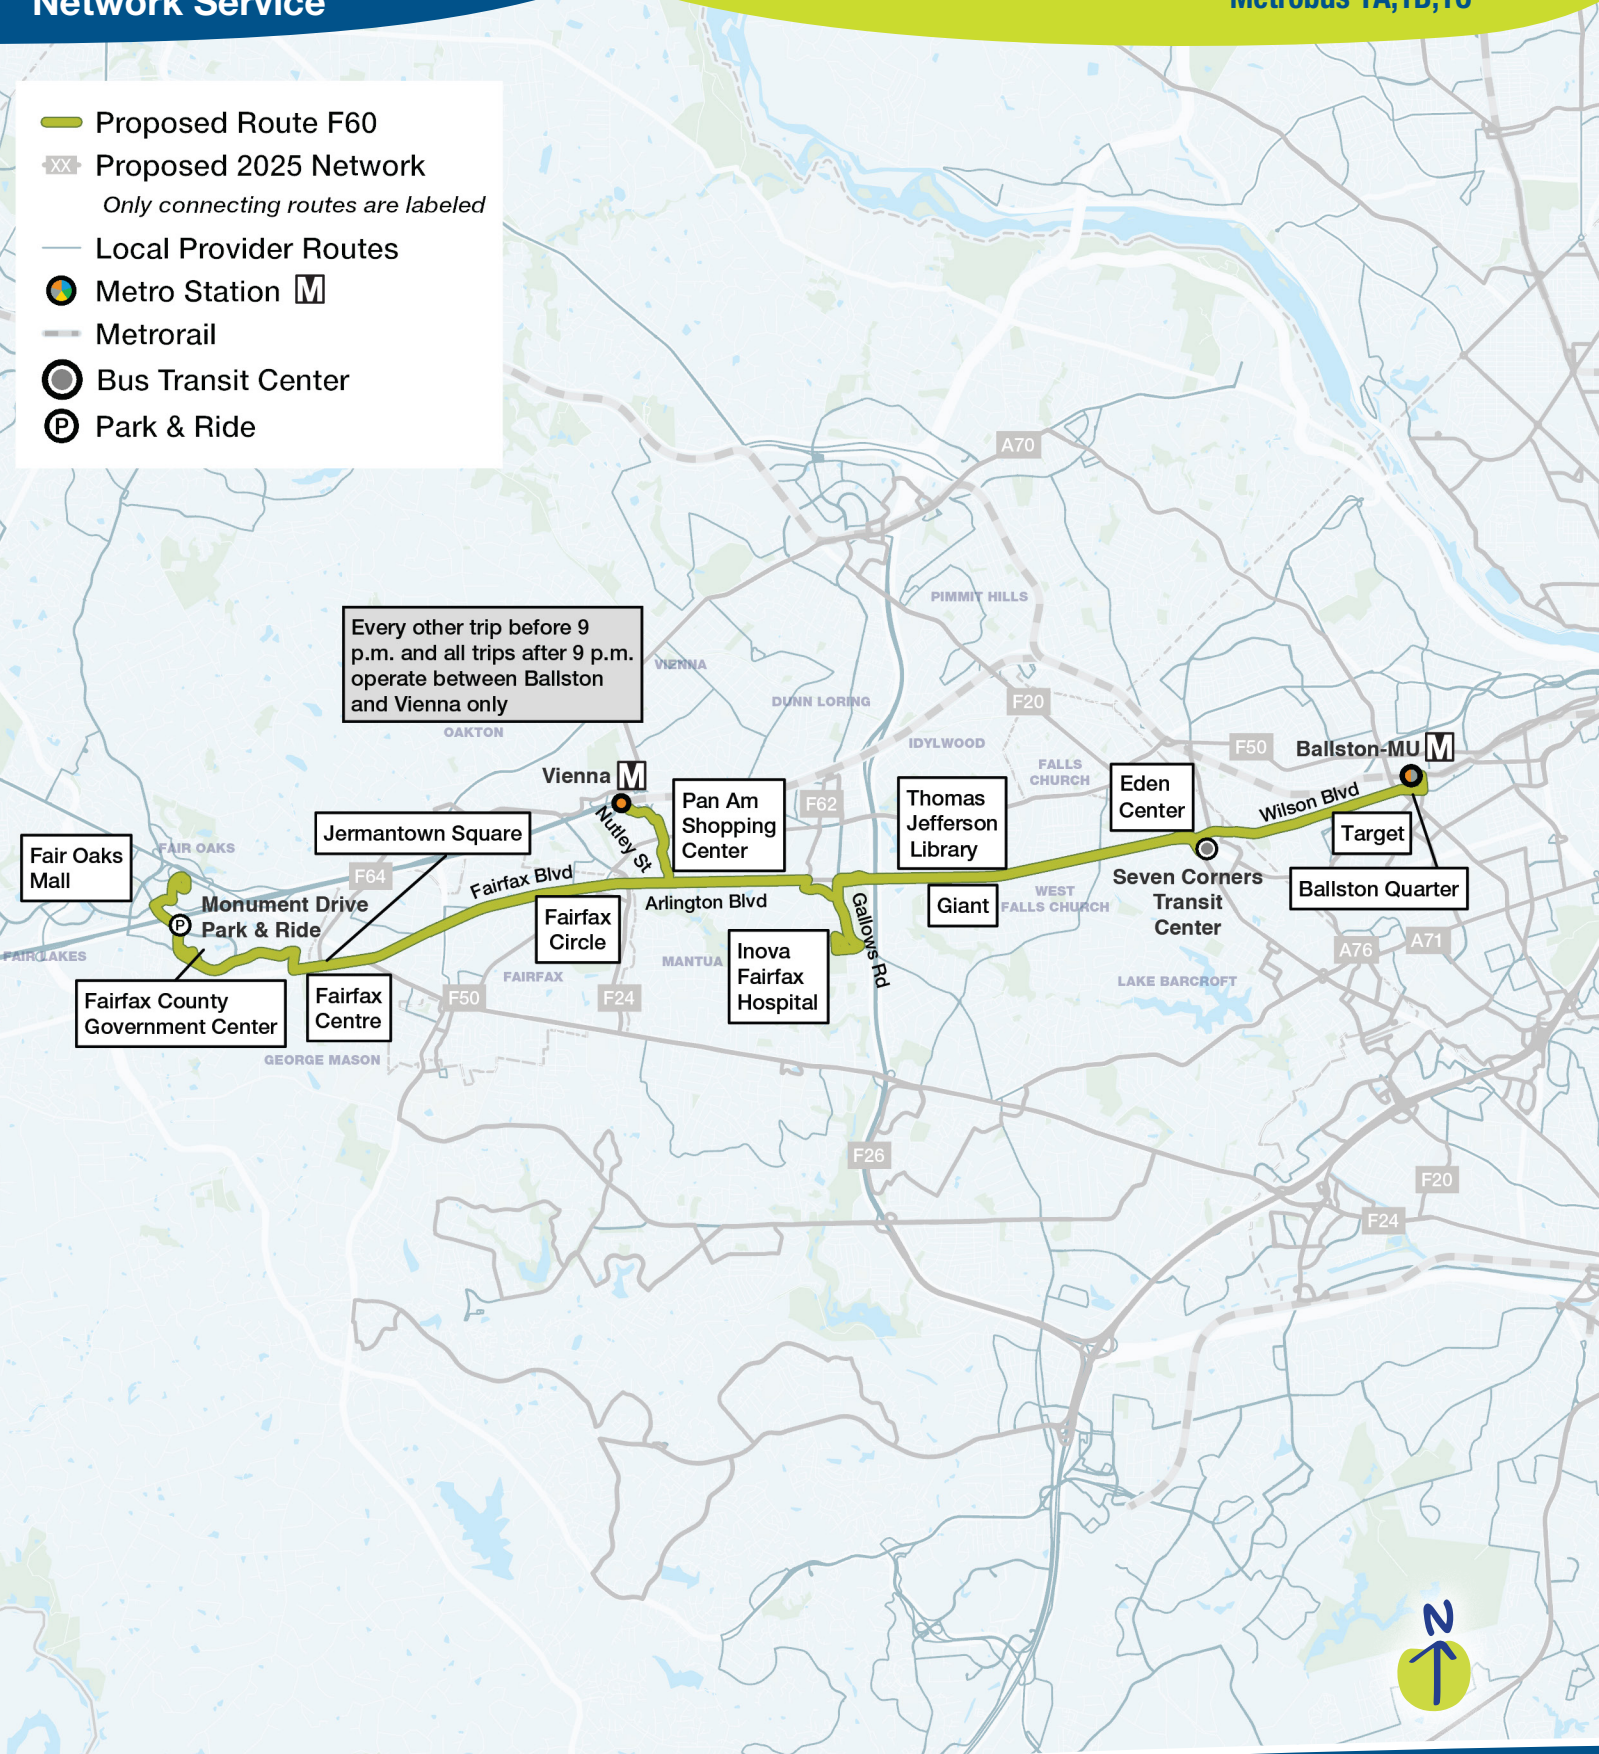 Network Service
Metrobus 1A,1B,1C
Proposed Route F60
XX Proposed 2025 Network
Only connecting routes are labeled
Local Provider Routes
Metro Station M
Metrorail
Bus Transit Center
P Park & Ride
A70
PIMMIT HILLS
Every other trip before 9
p.m. and all trips after 9 p.m.
operate between Ballston
and Vienna only
VIENNA
DUNN LORING
F20
OAKTON
IDYLWOOD
FALLS
CHURCH
F50
Ballston-MU M
Vienna M
Nutley St
Pan Am
Shopping
Center
F62
Thomas
Jefferson
Library
Eden
Center
Wilson Blvd
Target
Jermantown Square
Fair Oaks
Mall
FAIR OAKS
F64
Fairfax Blvd
Arlington Blvd
Giant
WEST
FALLS CHURCH
Seven Corners
Transit
Center
Ballston Quarter
P
Monument Drive
Park & Ride
Fairfax
Circle
Gallows Rd
Inova
Fairfax
Hospital
MANTUA
FAIR LAKES
FAIRFAX
A76
A71
LAKE BARCROFT
Fairfax County
Government Center
Fairfax
Centre
F50
F24
GEORGE MASON
F26
F20
F24
N